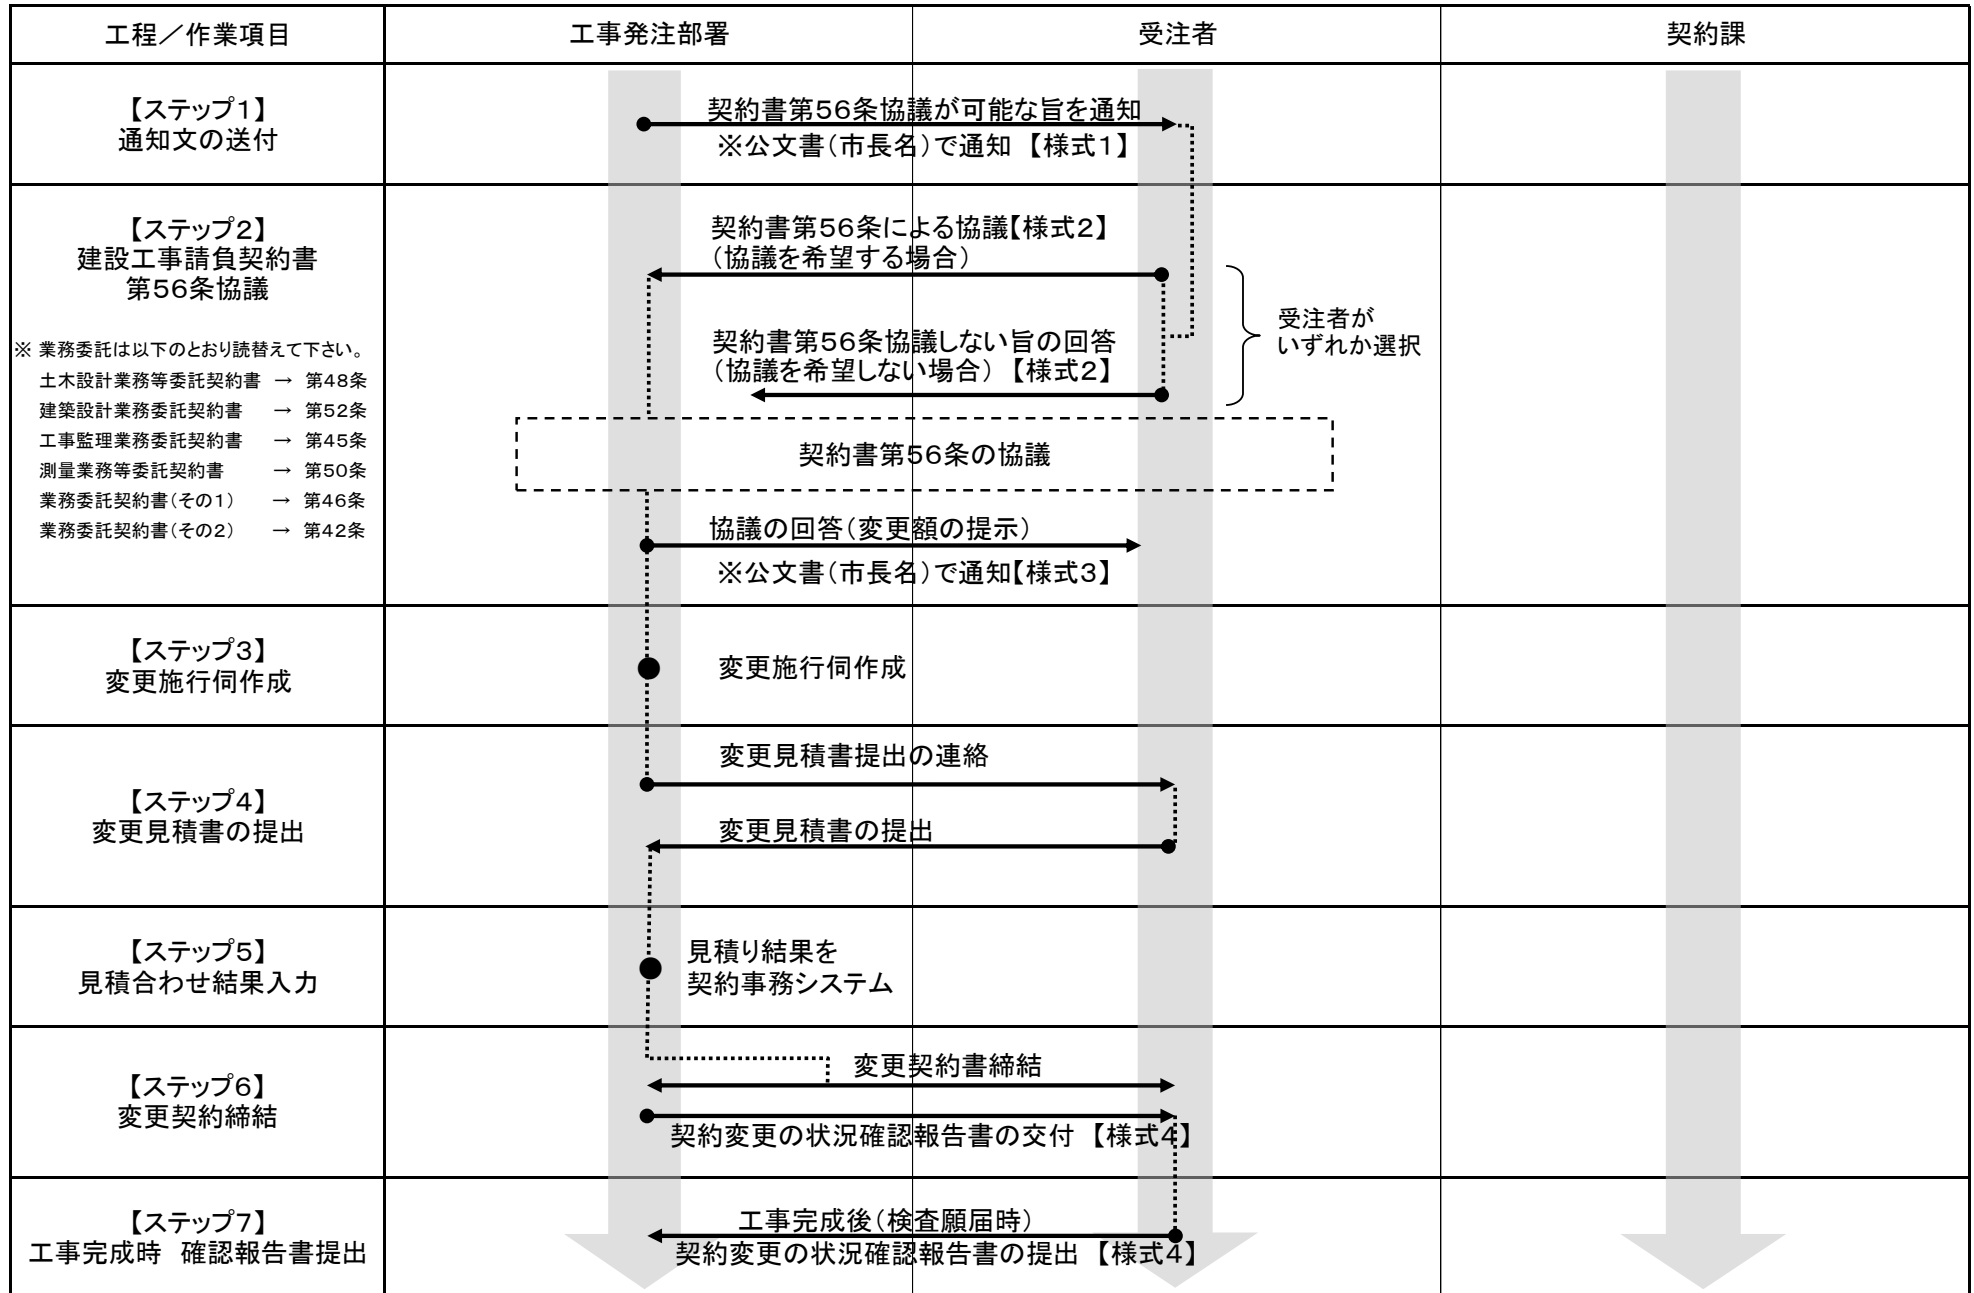 工程／作業項目
工事発注部署
受注者
契約課
【ステップ１】
通知文の送付
契約書第５６条協議が可能な旨を通知
※公文書（市長名）で通知 【様式１】
【ステップ２】
建設工事請負契約書
第５６条協議
※ 業務委託は以下のとおり読替えて下さい。
土木設計業務等委託契約書 → 第４８条
建築設計業務委託契約書 → 第５２条
工事監理業務委託契約書 → 第４５条
測量業務等委託契約書 → 第５０条
業務委託契約書（その１） → 第４６条
業務委託契約書（その２） → 第４２条
契約書第５６条による協議【様式２】
（協議を希望する場合）
契約書第５６条協議しない旨の回答
（協議を希望しない場合） 【様式２】
受注者が
いずれか選択
契約書第５６条の協議
協議の回答（変更額の提示）
※公文書（市長名）で通知【様式３】
【ステップ３】
変更施行伺作成
変更施行伺作成
【ステップ４】
変更見積書の提出
変更見積書提出の連絡
変更見積書の提出
【ステップ５】
見積合わせ結果入力
見積り結果を
契約事務システム
【ステップ６】
変更契約締結
変更契約書締結
契約変更の状況確認報告書の交付 【様式４】
【ステップ７】
工事完成時 確認報告書提出
工事完成後（検査願届時）
契約変更の状況確認報告書の提出 【様式４】